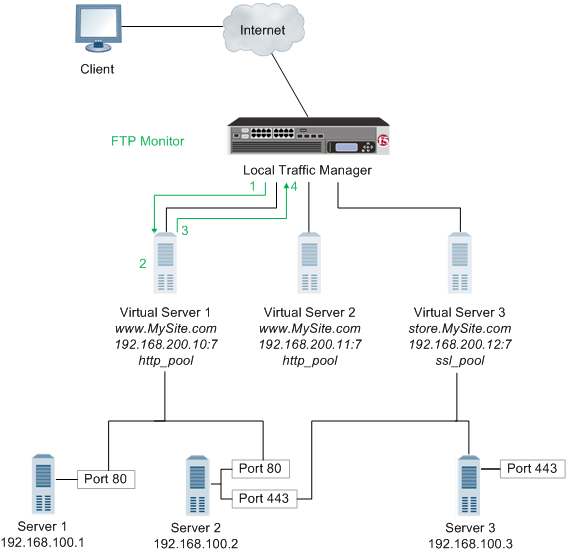 Internet
Client
FTP Monitor
f5
Local Traffic Manager
1
4
3
2
Virtual Server 1
www.MySite.com
192.168.200.10:7
http_pool
Virtual Server 2
www.MySite.com
192.168.200.11:7
http_pool
Virtual Server 3
store.MySite.com
192.168.200.12:7
ssl_pool
Port 80
Port 80
Port 443
Port 443
Server 1
192.168.100.1
Server 2
192.168.100.2
Server 3
192.168.100.3